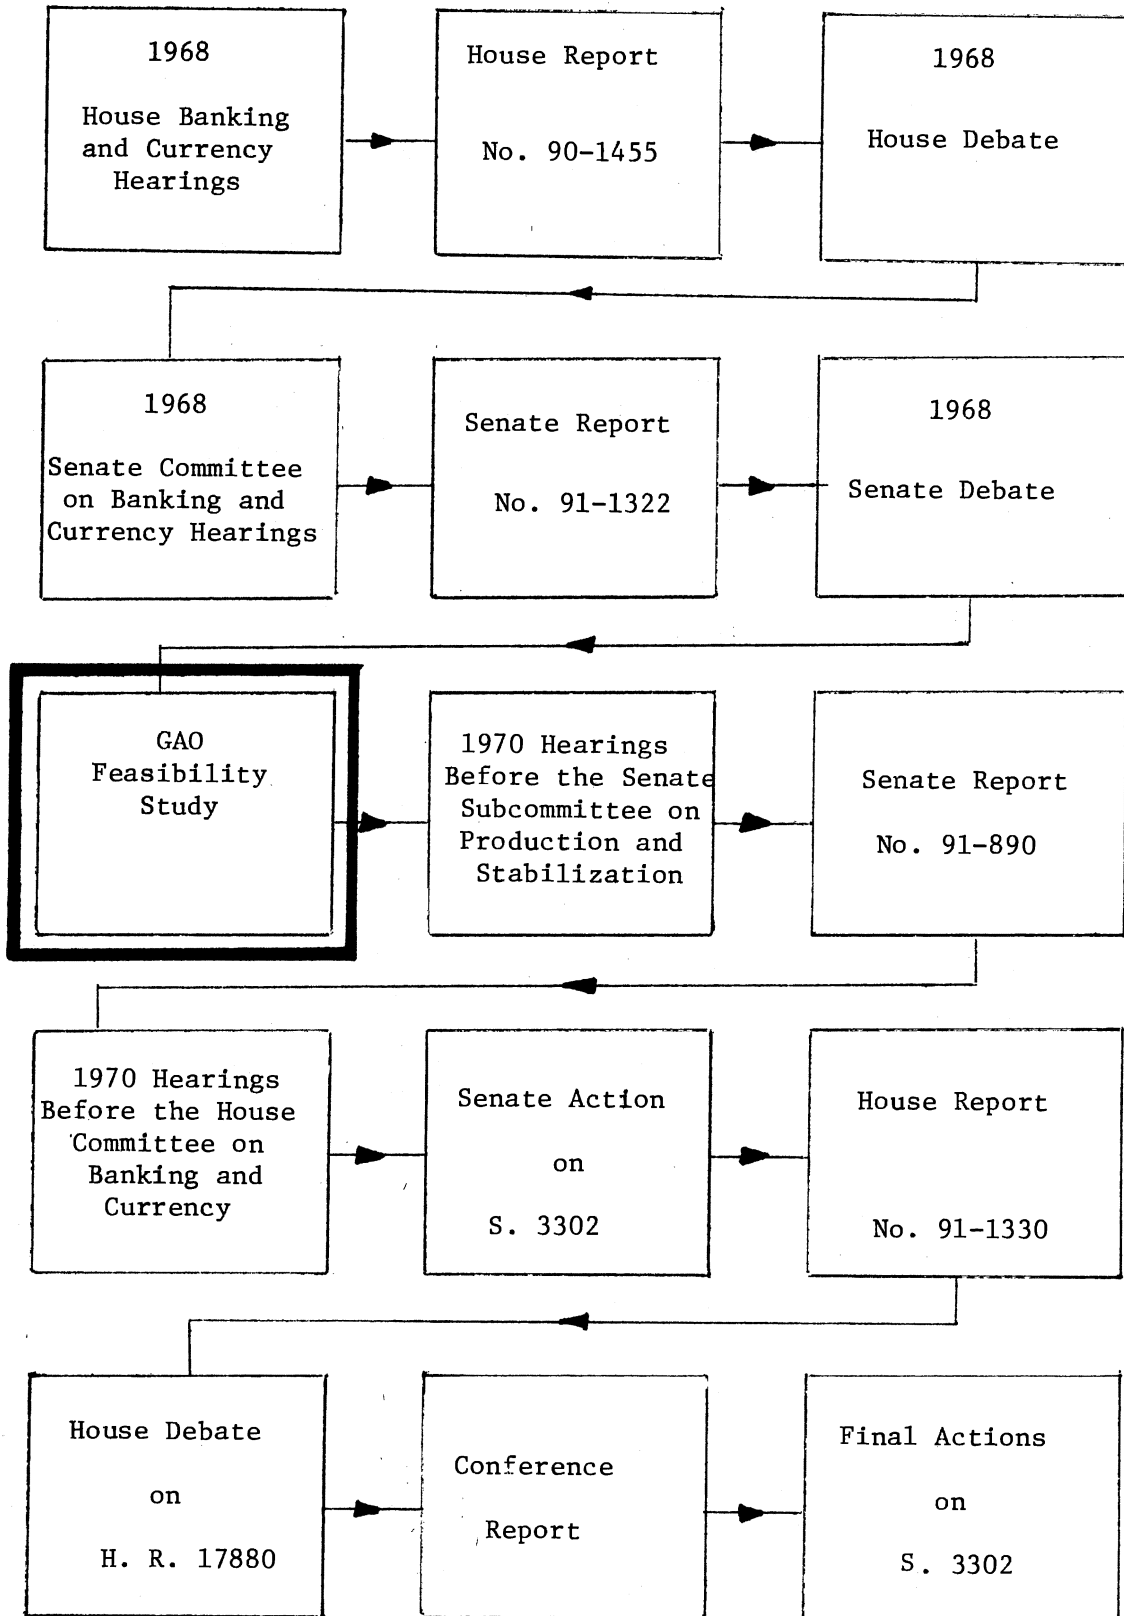 1968
House Banking
and Currency
Hearings
House Report
No. 90-1455
1968
House Debate
1968
Senate Committee
on Banking and
Currency Hearings
Senate Report
No. 91-1322
1968
Senate Debate
GAO
Feasibility
Study
1970 Hearings
Before the Senate
Subcommittee on
Production and
Stabilization
Senate Report
No. 91-890
1970 Hearings
Before the House
Committee on
Banking and
Currency
Senate Action
on
S. 3302
House Report
No. 91-1330
House Debate
on
H. R. 17880
Conference
Report
Final Actions
on
S. 3302